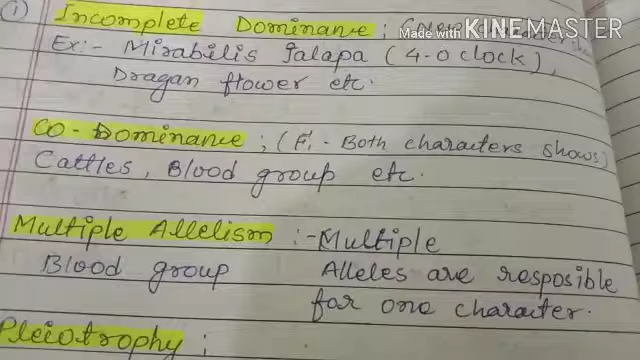 ① Incomplete Dominance ;
Made with KINEMASTER
Ex:- Mirabilis Jalapa (4-0 clock),
Dragan flower etc.
CO-Dominance ; (F₁ - Both characters shows)
Cattles, Blood group etc.
Multiple Allelism :- Multiple
Blood group Alleles are resposible
for one character.
Pleiotrophy ;